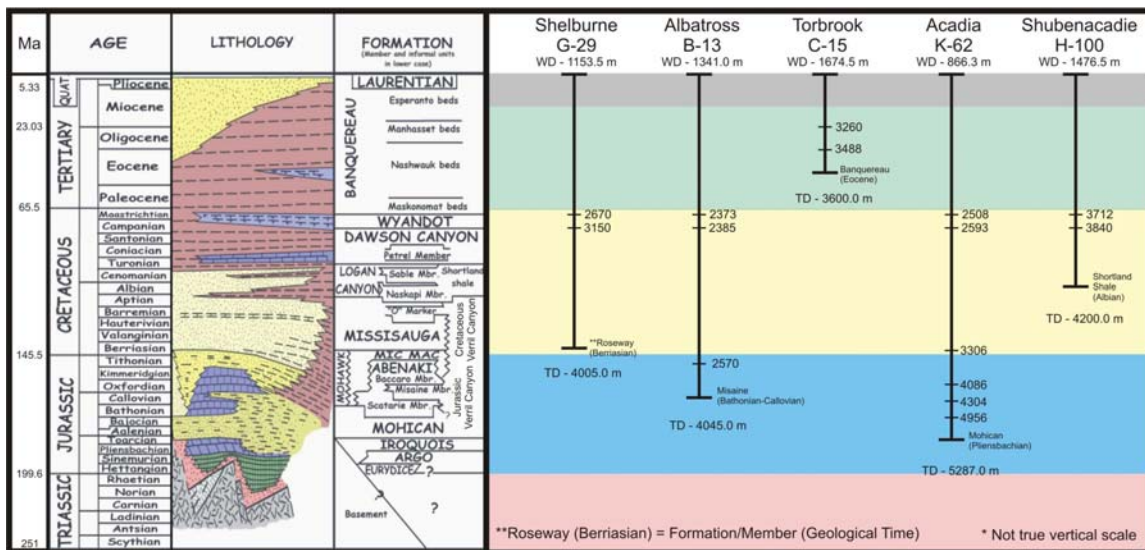 Ma
AGE
LITHOLOGY
FORMATION
(Member and informal units
in lower case)
5.33
23.03
65.5
145.5
199.6
251
QUAT
TERTIARY
CRETACEOUS
JURASSIC
TRIASSIC
Pliocene
Miocene
Oligocene
Eocene
Paleocene
Maastrichtian
Campanian
Santonian
Coniacian
Turonian
Cenomanian
Albian
Aptian
Barremian
Hauterivian
Valanginian
Berriasian
Tithonian
Kimmeridgian
Oxfordian
Callovian
Bathonian
Bajocian
Aalenian
Toarcian
Pliensbachian
Sinemurian
Hettangian
Rhaetian
Norian
Carnian
Ladinian
Antsian
Scythian
BANQUEREAU
LAURENTIAN
Esperanto beds
Manhasset beds
Nashwauk beds
Maskonomat beds
WYANDOT
DAWSON CANYON
Petrel Member
LOGAN
CANYON
Sable Mbr.
Shortland
shale
Naskapi Mbr.
"O" Marker
MISSISAUGA
Cretaceous
Verril Canyon
MOHAWK
MIC MAC
ABENAKI
Baccaro Mbr.
Misaine Mbr.
Scatarie Mbr.
Jurassic
Verril Canyon
?
MOHICAN
IROQUOIS
ARGO
EURYDICE
?
?
Basement
?
Shelburne
G-29
WD - 1153.5 m
2670
3150
**Roseway
(Berriasian)
TD - 4005.0 m
Albatross
B-13
WD - 1341.0 m
2373
2385
2570
Misaine
(Bathonian-Callovian)
TD - 4045.0 m
Torbrook
C-15
WD - 1674.5 m
3260
3488
Banquereau
(Eocene)
TD - 3600.0 m
Acadia
K-62
WD - 866.3 m
2508
2593
3306
4086
4304
4956
Mohican
(Pliensbachian)
TD - 5287.0 m
Shubenacadie
H-100
WD - 1476.5 m
3712
3840
Shortland
Shale
(Albian)
TD - 4200.0 m
**Roseway (Berriasian) = Formation/Member (Geological Time)
* Not true vertical scale